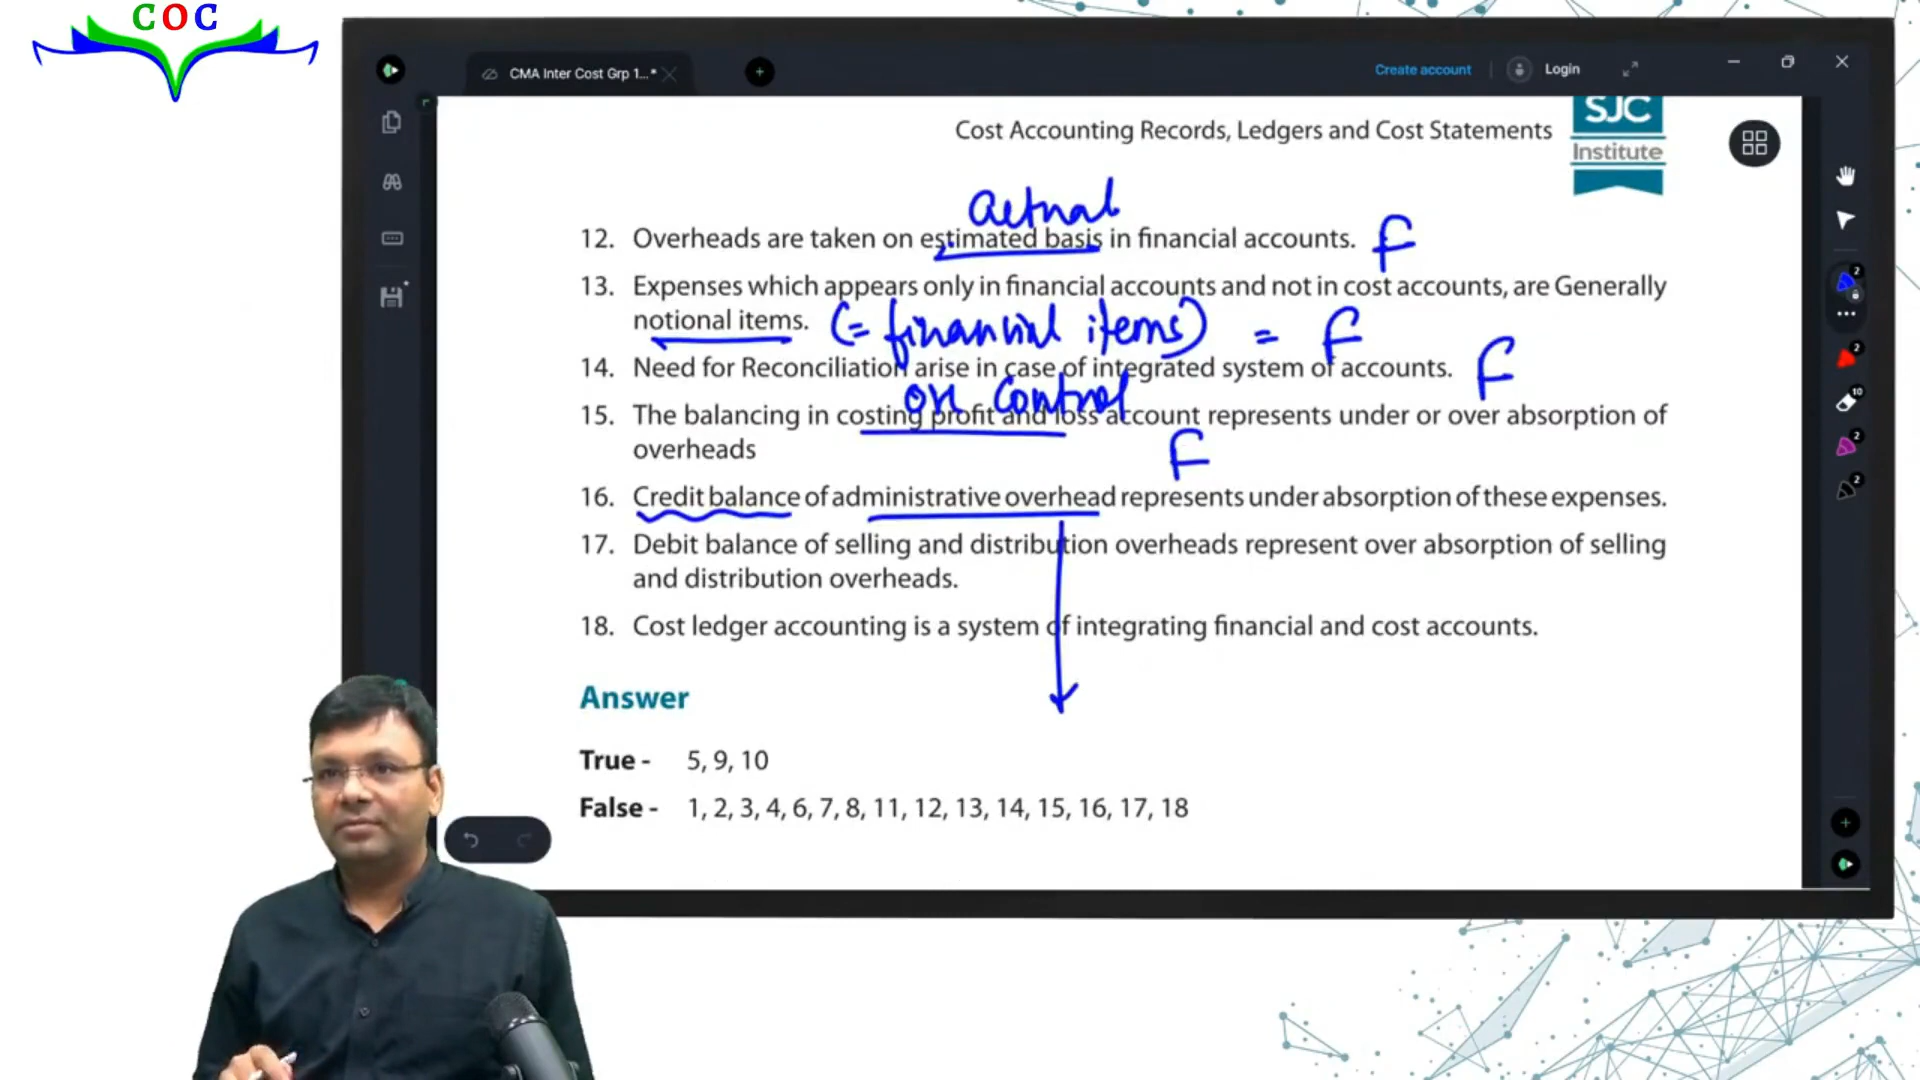 COC
CMA Inter Cost Grp 1...*
Create account
Login
Cost Accounting Records, Ledgers and Cost Statements
SJC
Institute
actual
12. Overheads are taken on estimated basis in financial accounts. F
13. Expenses which appears only in financial accounts and not in cost accounts, are Generally
notional items. (= financial items) = F
14. Need for Reconciliation arise in case of integrated system of accounts. F
OH Control
15. The balancing in costing profit and loss account represents under or over absorption of
overheads F
16. Credit balance of administrative overhead represents under absorption of these expenses.
17. Debit balance of selling and distribution overheads represent over absorption of selling
and distribution overheads.
18. Cost ledger accounting is a system of integrating financial and cost accounts.
Answer
True - 5, 9, 10
False - 1, 2, 3, 4, 6, 7, 8, 11, 12, 13, 14, 15, 16, 17, 18
2
2
10
2
2